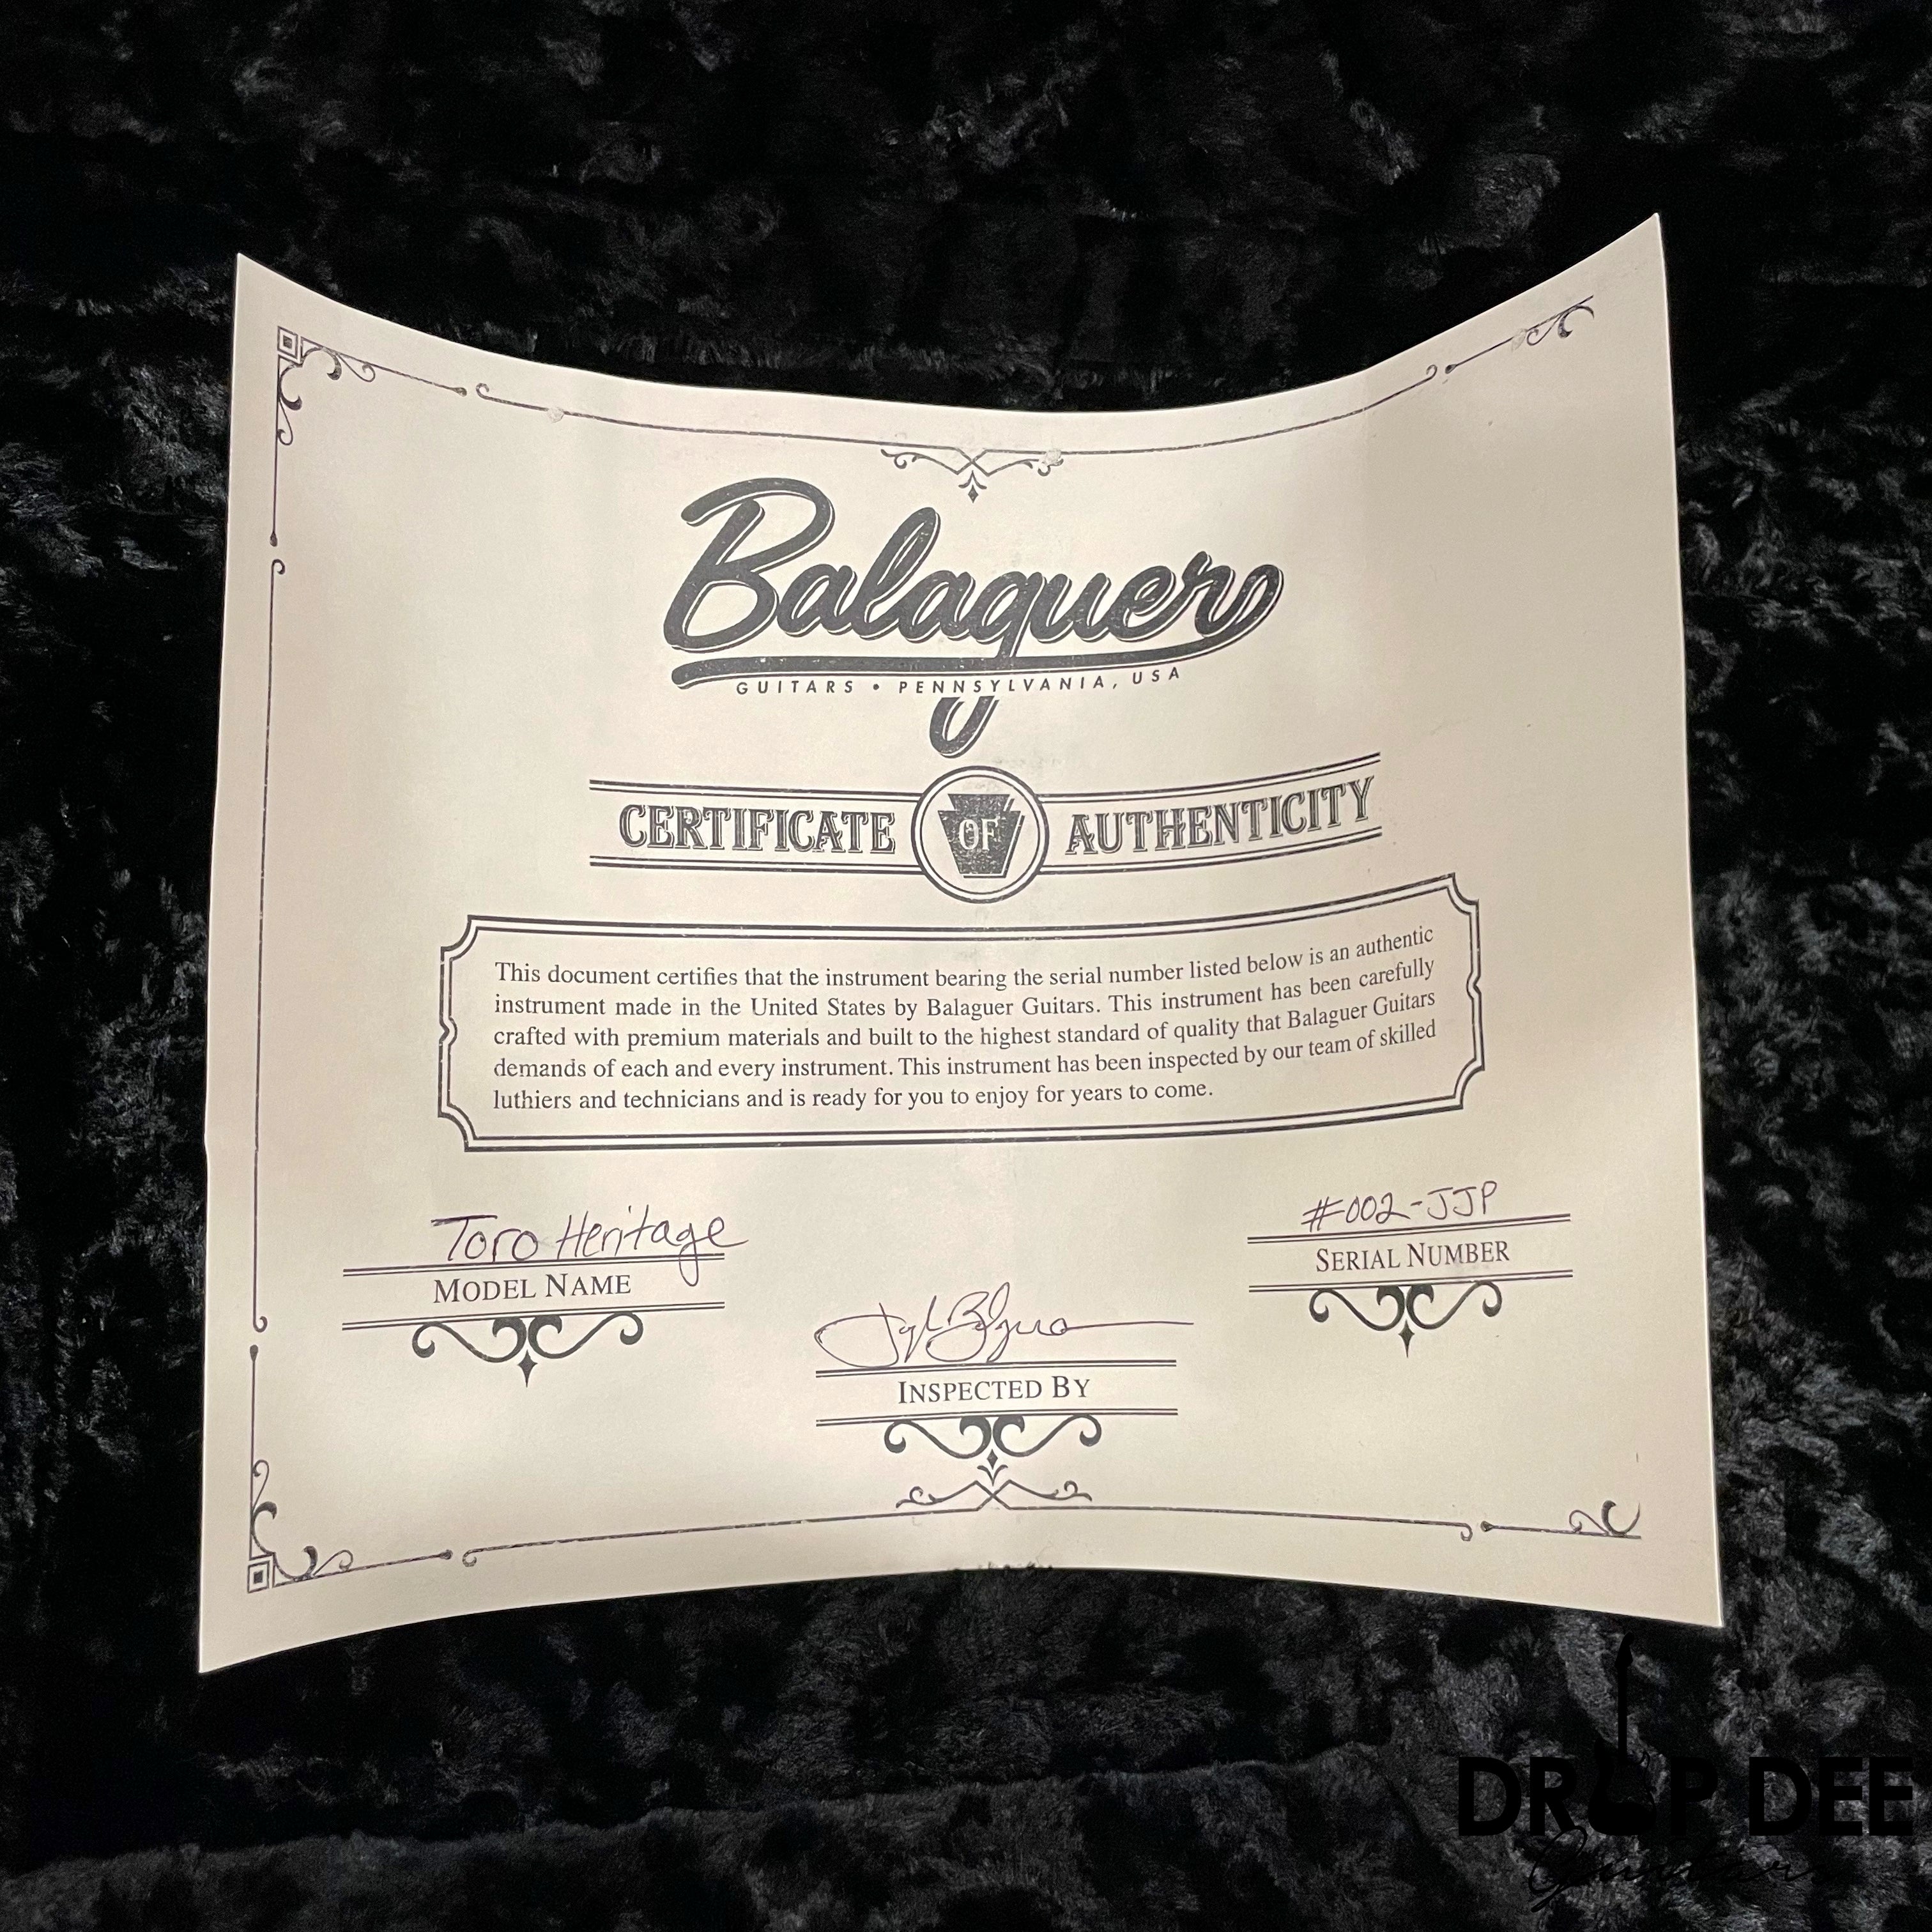 Balaguer
GUITARS • PENNSYLVANIA, USA
CERTIFICATE OF AUTHENTICITY
This document certifies that the instrument bearing the serial number listed below is an authentic
instrument made in the United States by Balaguer Guitars. This instrument has been carefully
crafted with premium materials and built to the highest standard of quality that Balaguer Guitars
demands of each and every instrument. This instrument has been inspected by our team of skilled
luthiers and technicians and is ready for you to enjoy for years to come.
Toro Heritage
MODEL NAME
#002-JJP
SERIAL NUMBER
INSPECTED BY
DROP DEE